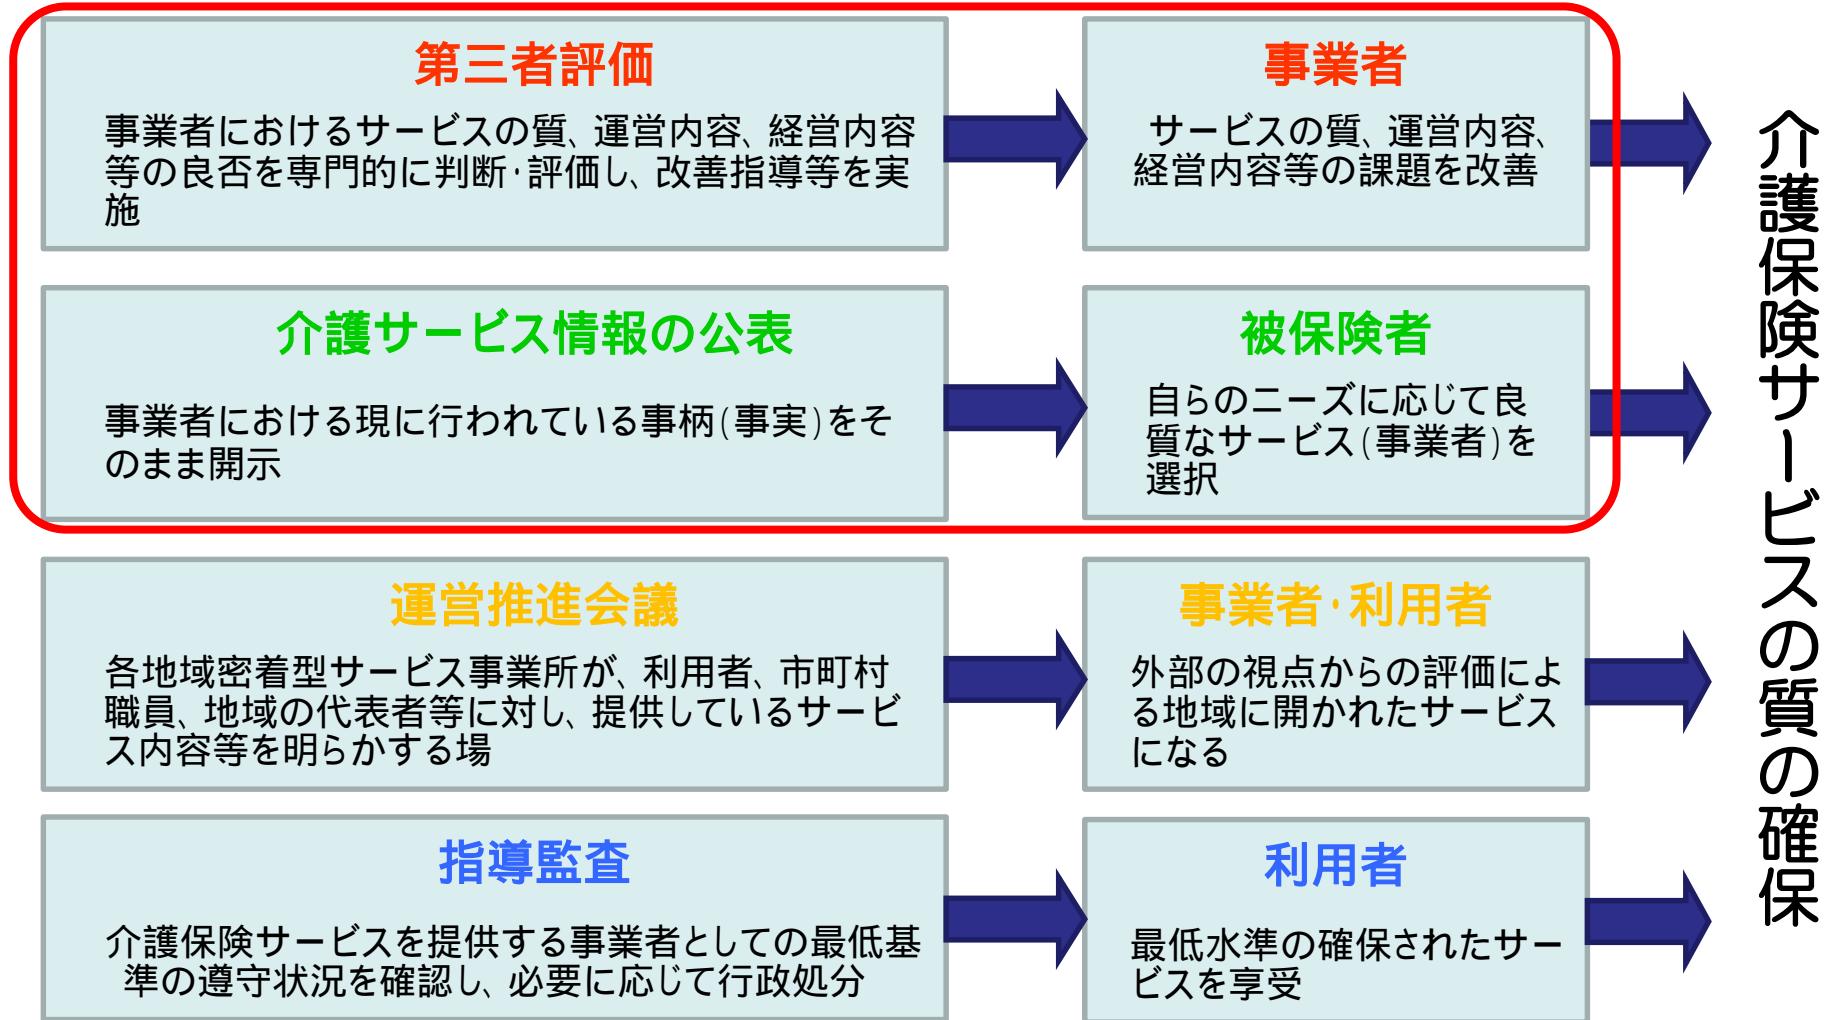 第三者評価
事業者におけるサービスの質、運営内容、経営内容
等の良否を専門的に判断・評価し、改善指導等を実
施
事業者
サービスの質、運営内容、
経営内容等の課題を改善
介護サービス情報の公表
事業者における現に行われている事柄(事実)をそ
のまま開示
被保険者
自らのニーズに応じて良
質なサービス(事業者)を
選択
運営推進会議
各地域密着型サービス事業所が、利用者、市町村
職員、地域の代表者等に対し、提供しているサービ
ス内容等を明らかする場
事業者・利用者
外部の視点からの評価によ
る地域に開かれたサービス
になる
指導監査
介護保険サービスを提供する事業者としての最低基
準の遵守状況を確認し、必要に応じて行政処分
利用者
最低水準の確保されたサー
ビスを享受
介護保険サービスの質の確保